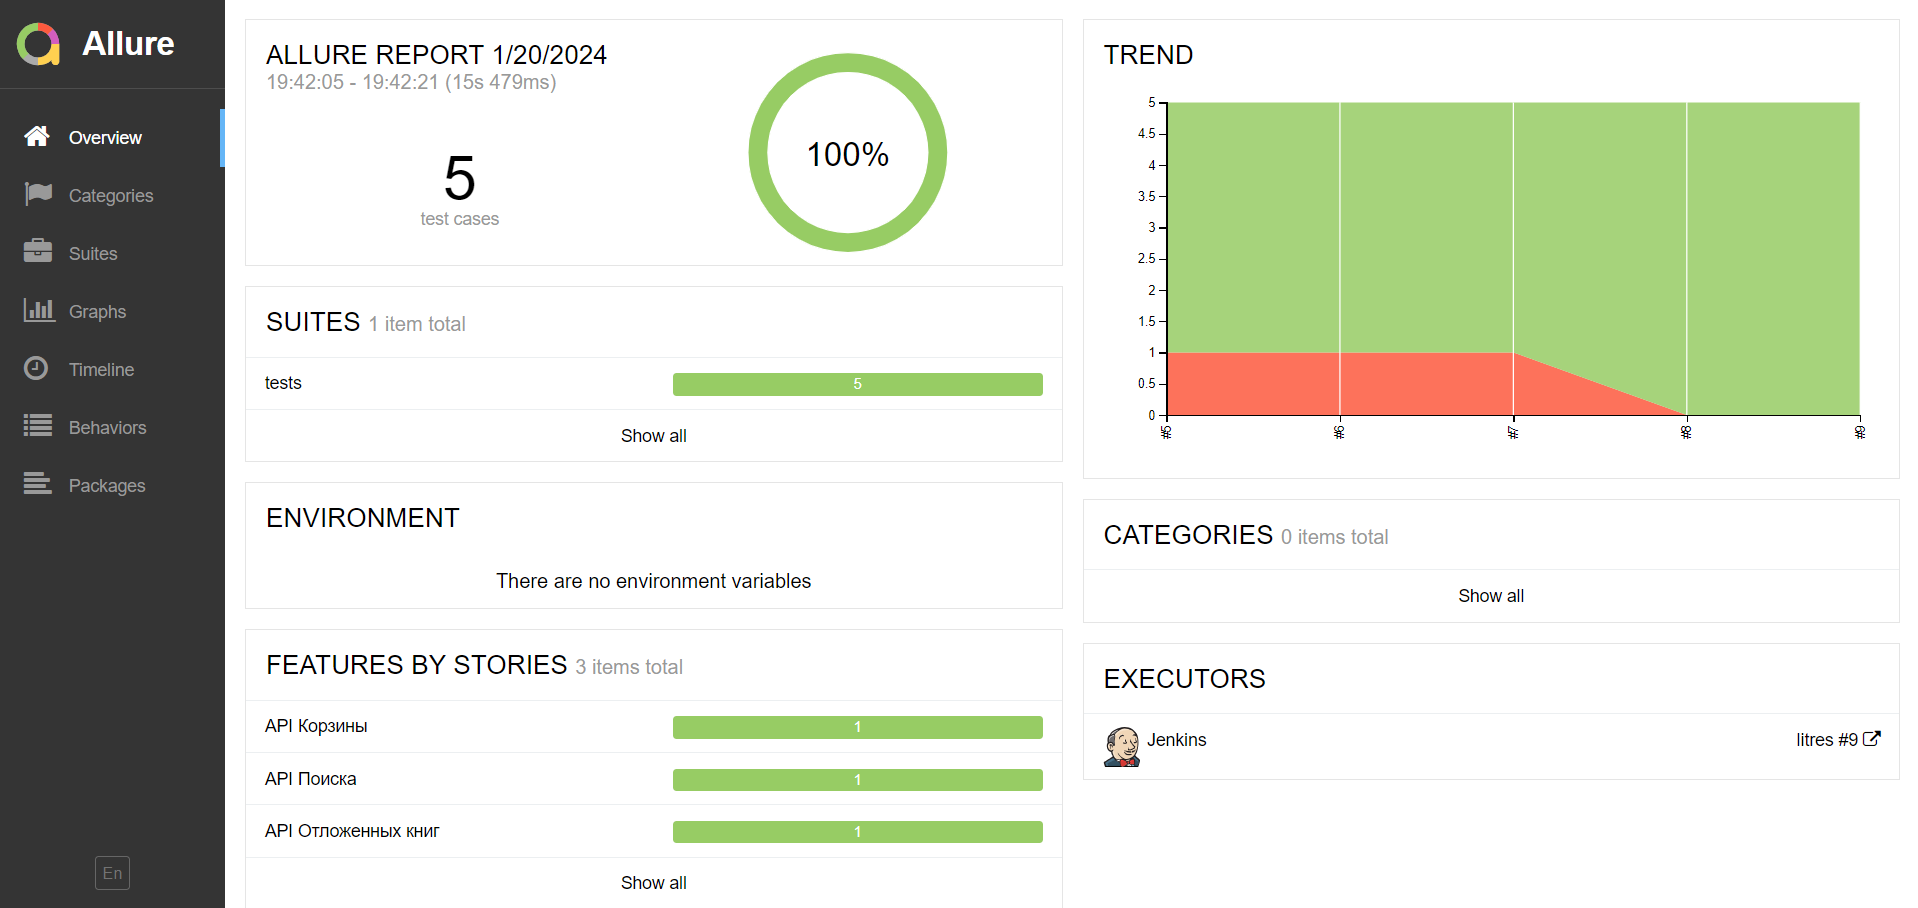 Allure
Overview
Categories
Suites
Graphs
Timeline
Behaviors
Packages
En
ALLURE REPORT 1/20/2024
19:42:05 - 19:42:21 (15s 479ms)
5
test cases
100%
SUITES 1 item total
tests 5
Show all
ENVIRONMENT
There are no environment variables
FEATURES BY STORIES 3 items total
API Корзины 1
API Поиска 1
API Отложенных книг 1
Show all
TREND
5
4.5
4
3.5
3
2.5
2
1.5
1
0.5
0
#5 #6 #7 #8 #9
CATEGORIES 0 items total
Show all
EXECUTORS
Jenkins litres #9